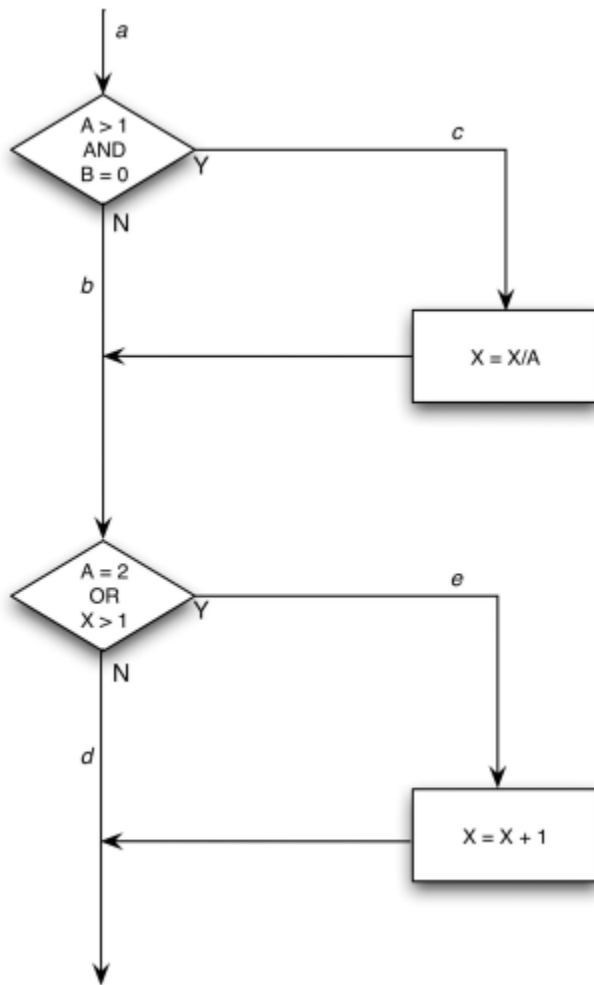 a
A > 1
AND
B = 0
Y
c
N
b
X = X/A
A = 2
OR
X > 1
Y
e
N
d
X = X + 1